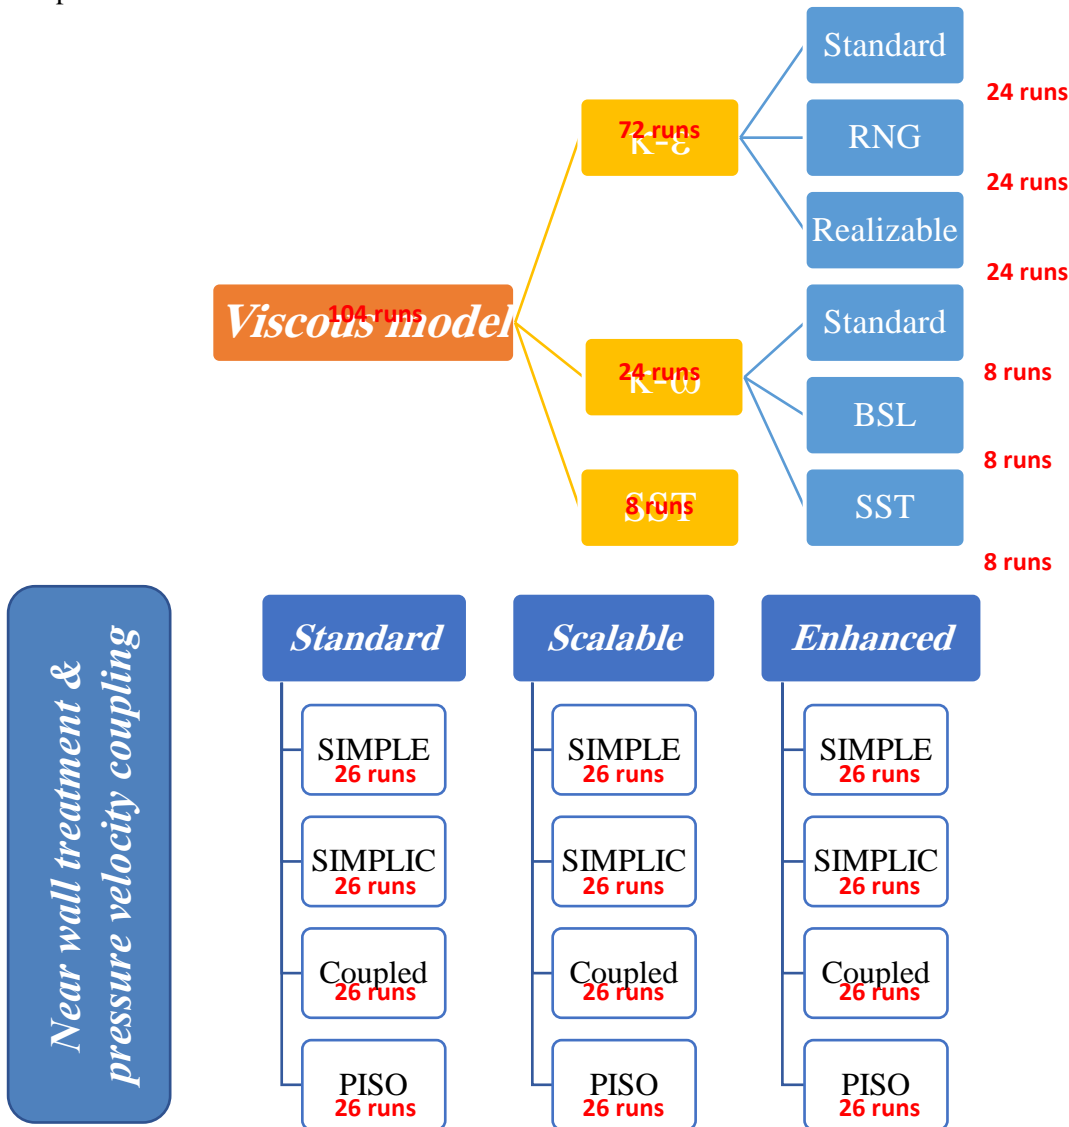 Standard
24 runs
72 runs
κ-ε
RNG
24 runs
Realizable
24 runs
Viscous model
104 runs
Standard
8 runs
24 runs
κ-ω
BSL
8 runs
SST
8 runs
SST
8 runs
Near wall treatment &
pressure velocity coupling
Standard
Scalable
Enhanced
SIMPLE
26 runs
SIMPLE
26 runs
SIMPLE
26 runs
SIMPLIC
26 runs
SIMPLIC
26 runs
SIMPLIC
26 runs
Coupled
26 runs
Coupled
26 runs
Coupled
26 runs
PISO
26 runs
PISO
26 runs
PISO
26 runs